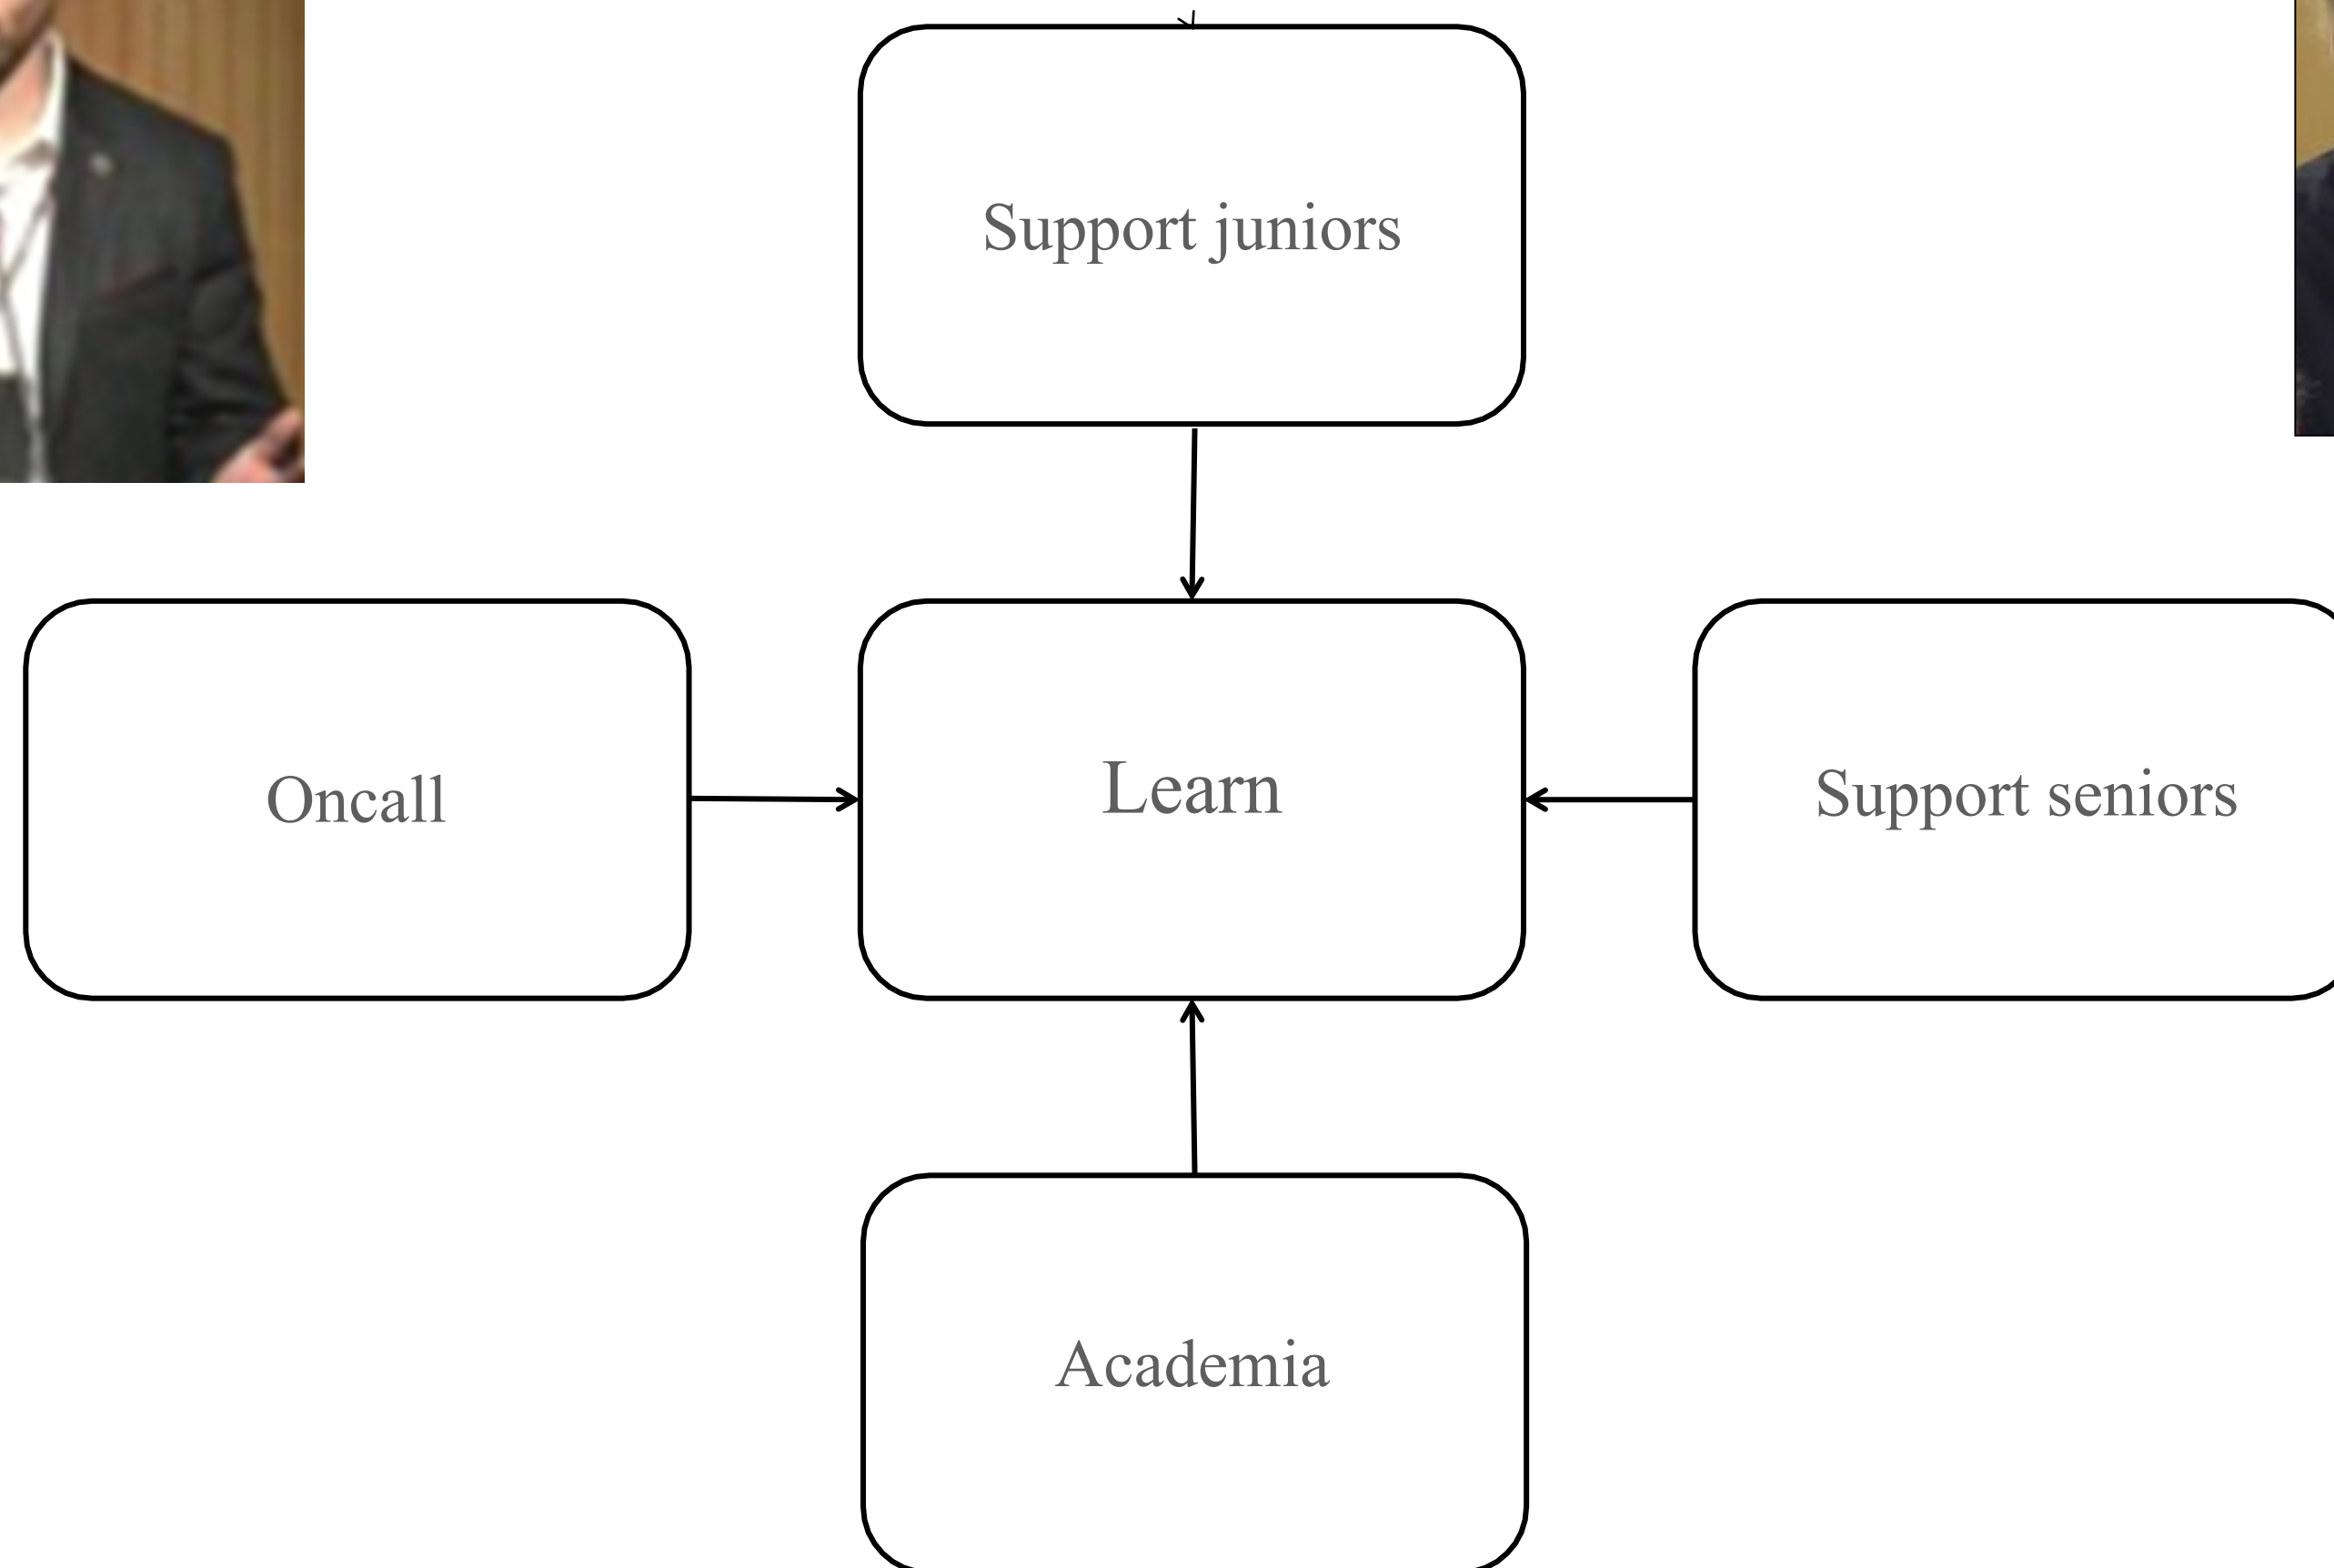 Support juniors
Oncall
Learn
Support seniors
Academia